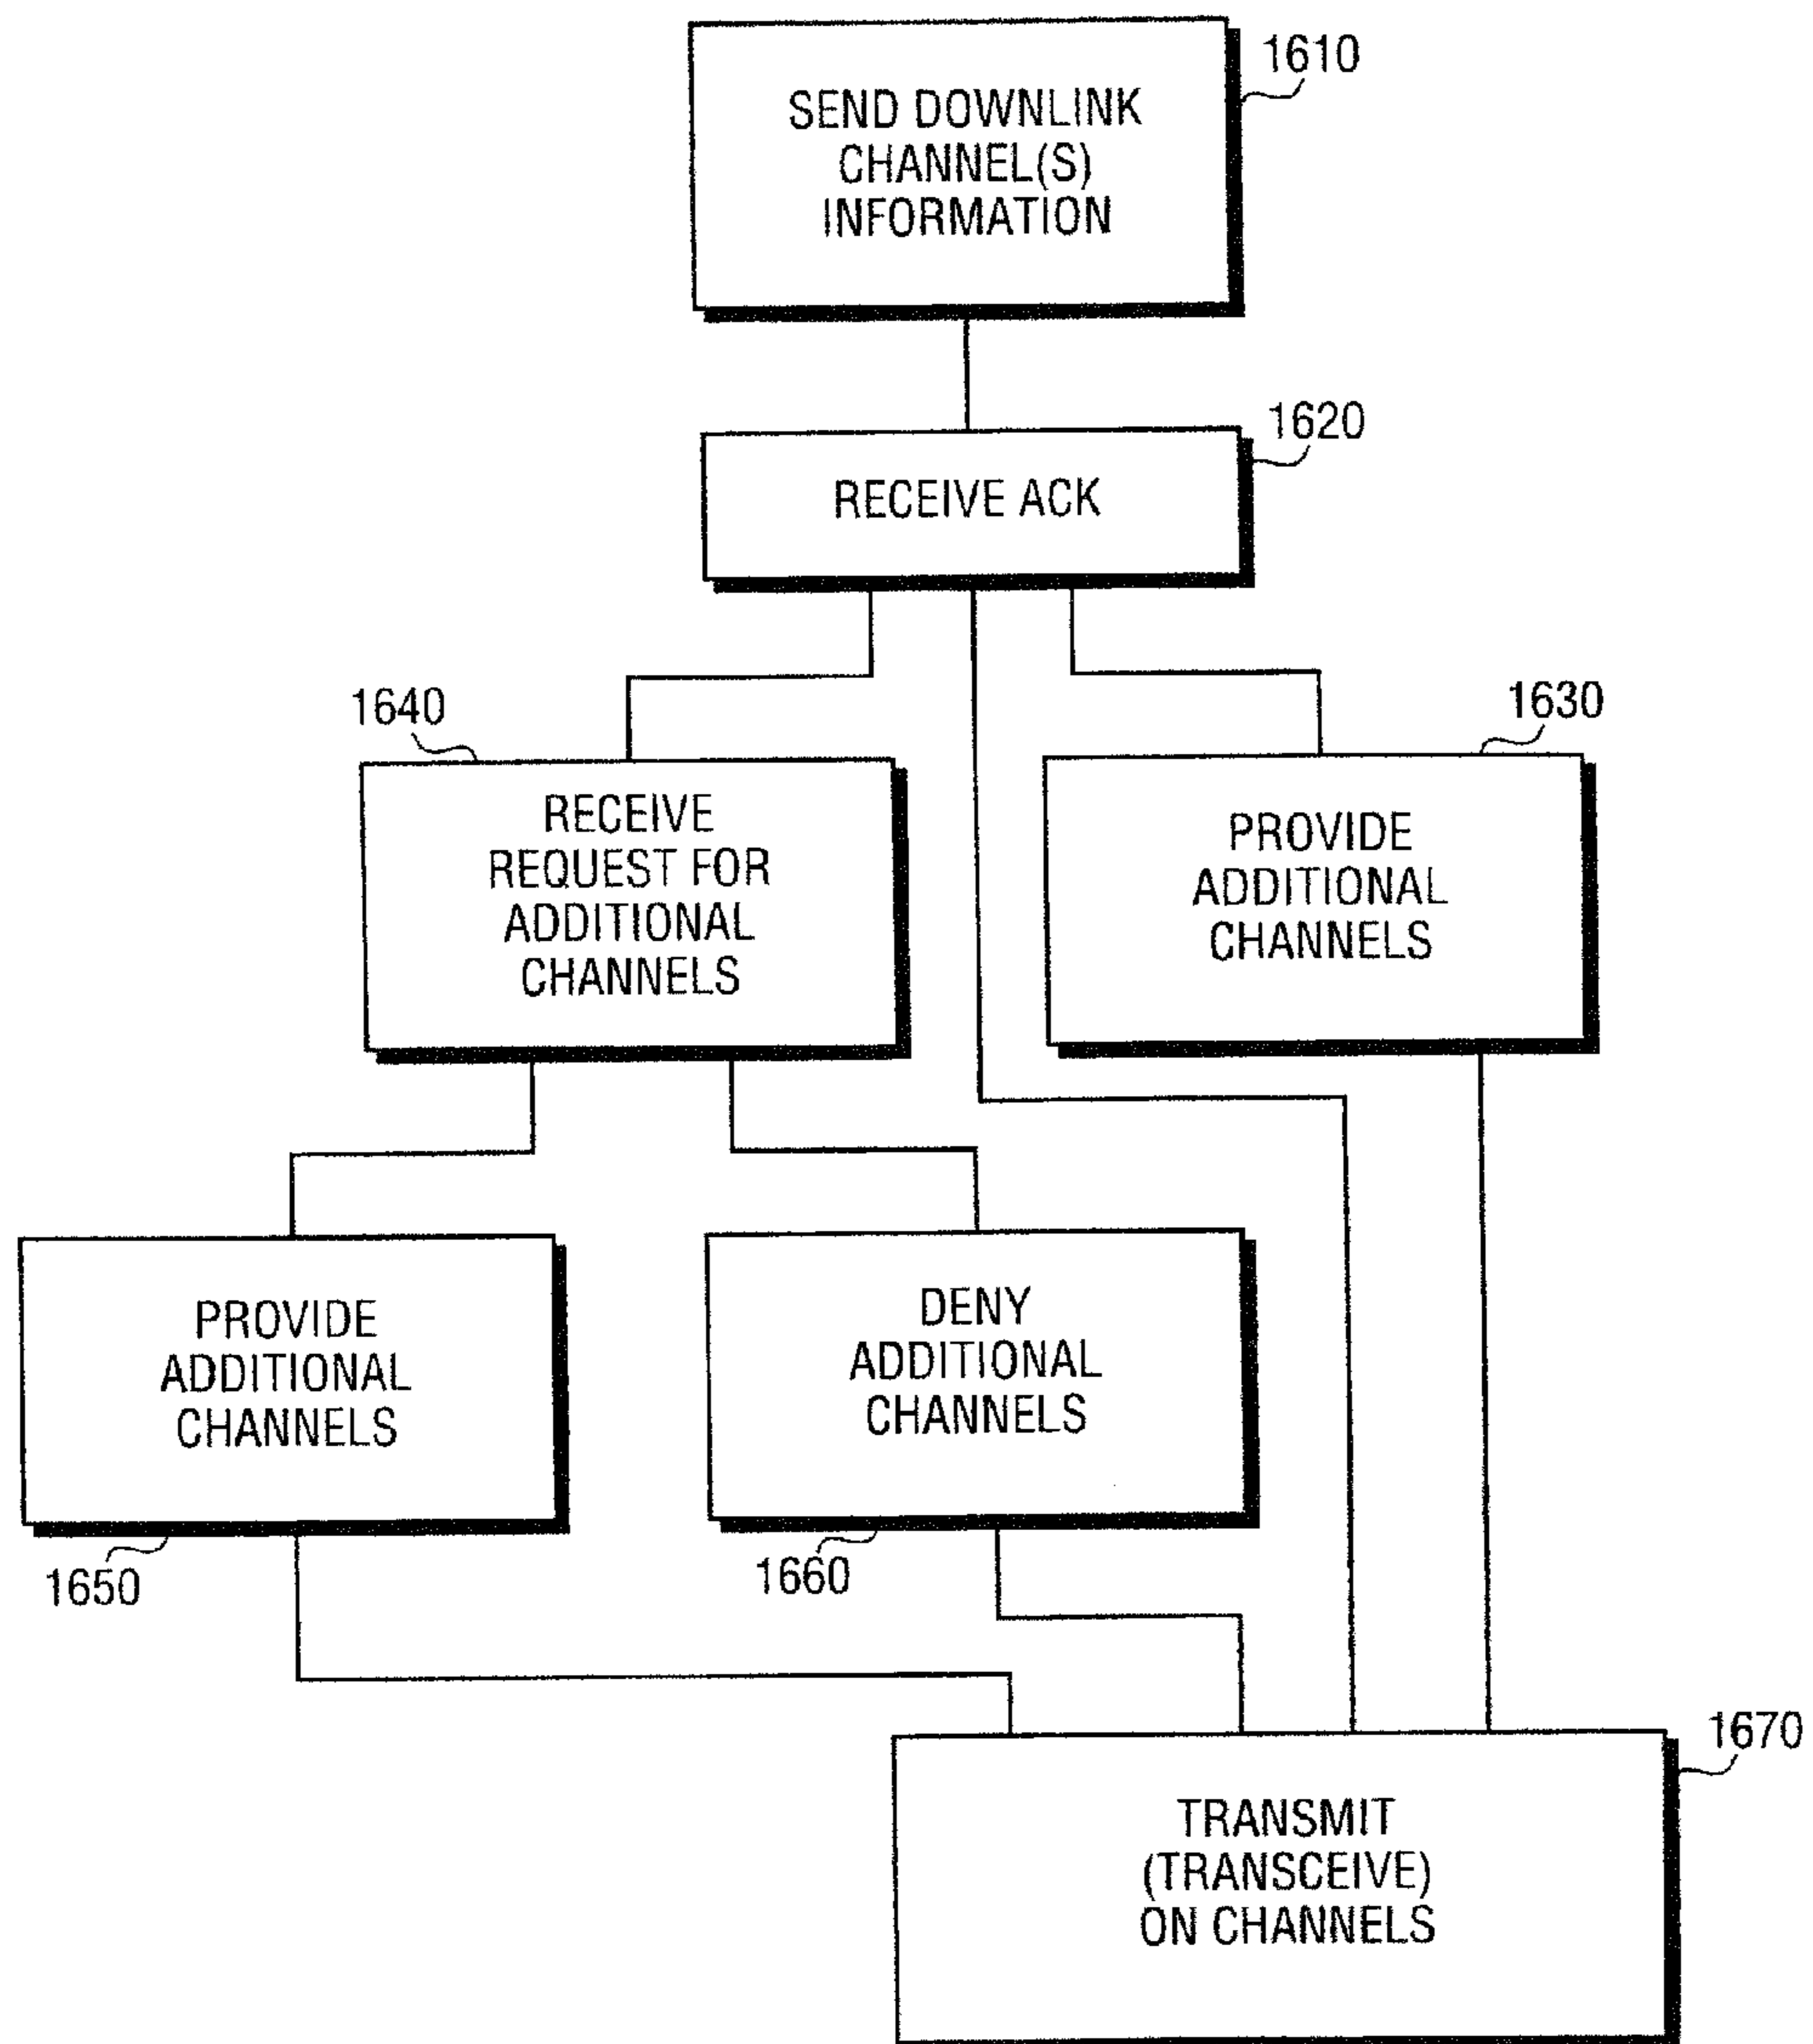 1610
SEND DOWNLINK
CHANNEL(S)
INFORMATION
1620
RECEIVE ACK
1640
1630
RECEIVE
REQUEST FOR
ADDITIONAL
CHANNELS
PROVIDE
ADDITIONAL
CHANNELS
PROVIDE
ADDITIONAL
CHANNELS
DENY
ADDITIONAL
CHANNELS
1650
1660
1670
TRANSMIT
(TRANSCEIVE)
ON CHANNELS